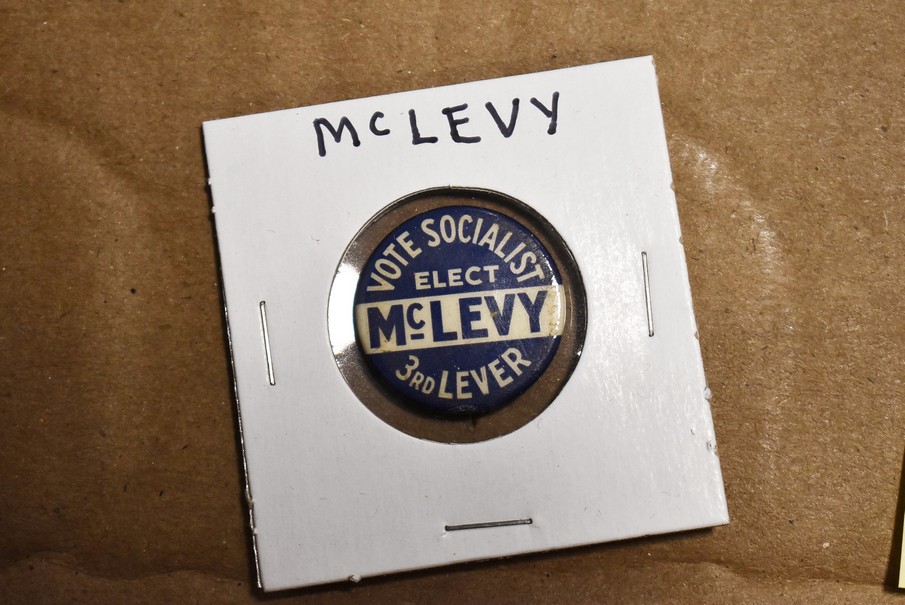 McLEVY
VOTE SOCIALIST
ELECT
McLEVY
3RD LEVER